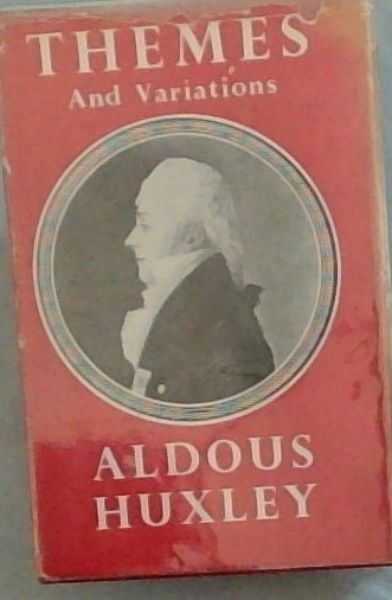 THEMES
And Variations
ALDOUS
HUXLEY